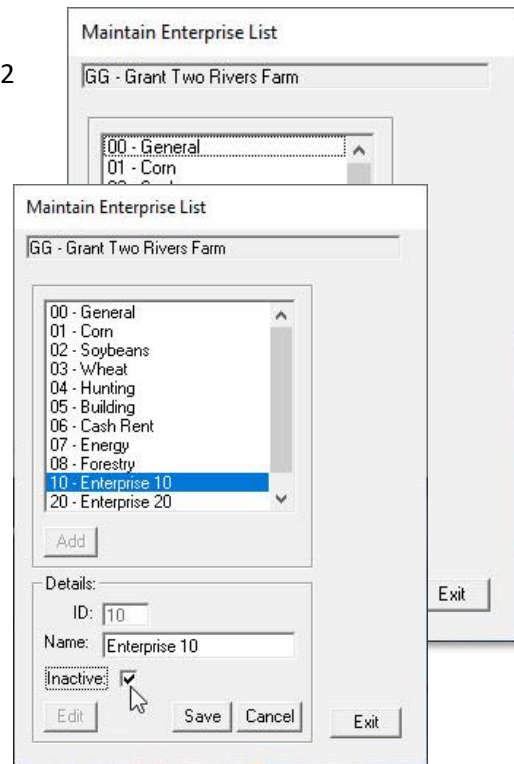 Maintain Enterprise List
2
GG - Grant Two Rivers Farm
00 - General
01 - Corn
Maintain Enterprise List
GG - Grant Two Rivers Farm
00 - General
01 - Corn
02 - Soybeans
03 - Wheat
04 - Hunting
05 - Building
06 - Cash Rent
07 - Energy
08 - Forestry
10 - Enterprise 10
20 - Enterprise 20
Add
Details:
ID: 10
Name: Enterprise 10
Inactive:
Edit Save Cancel Exit
Exit